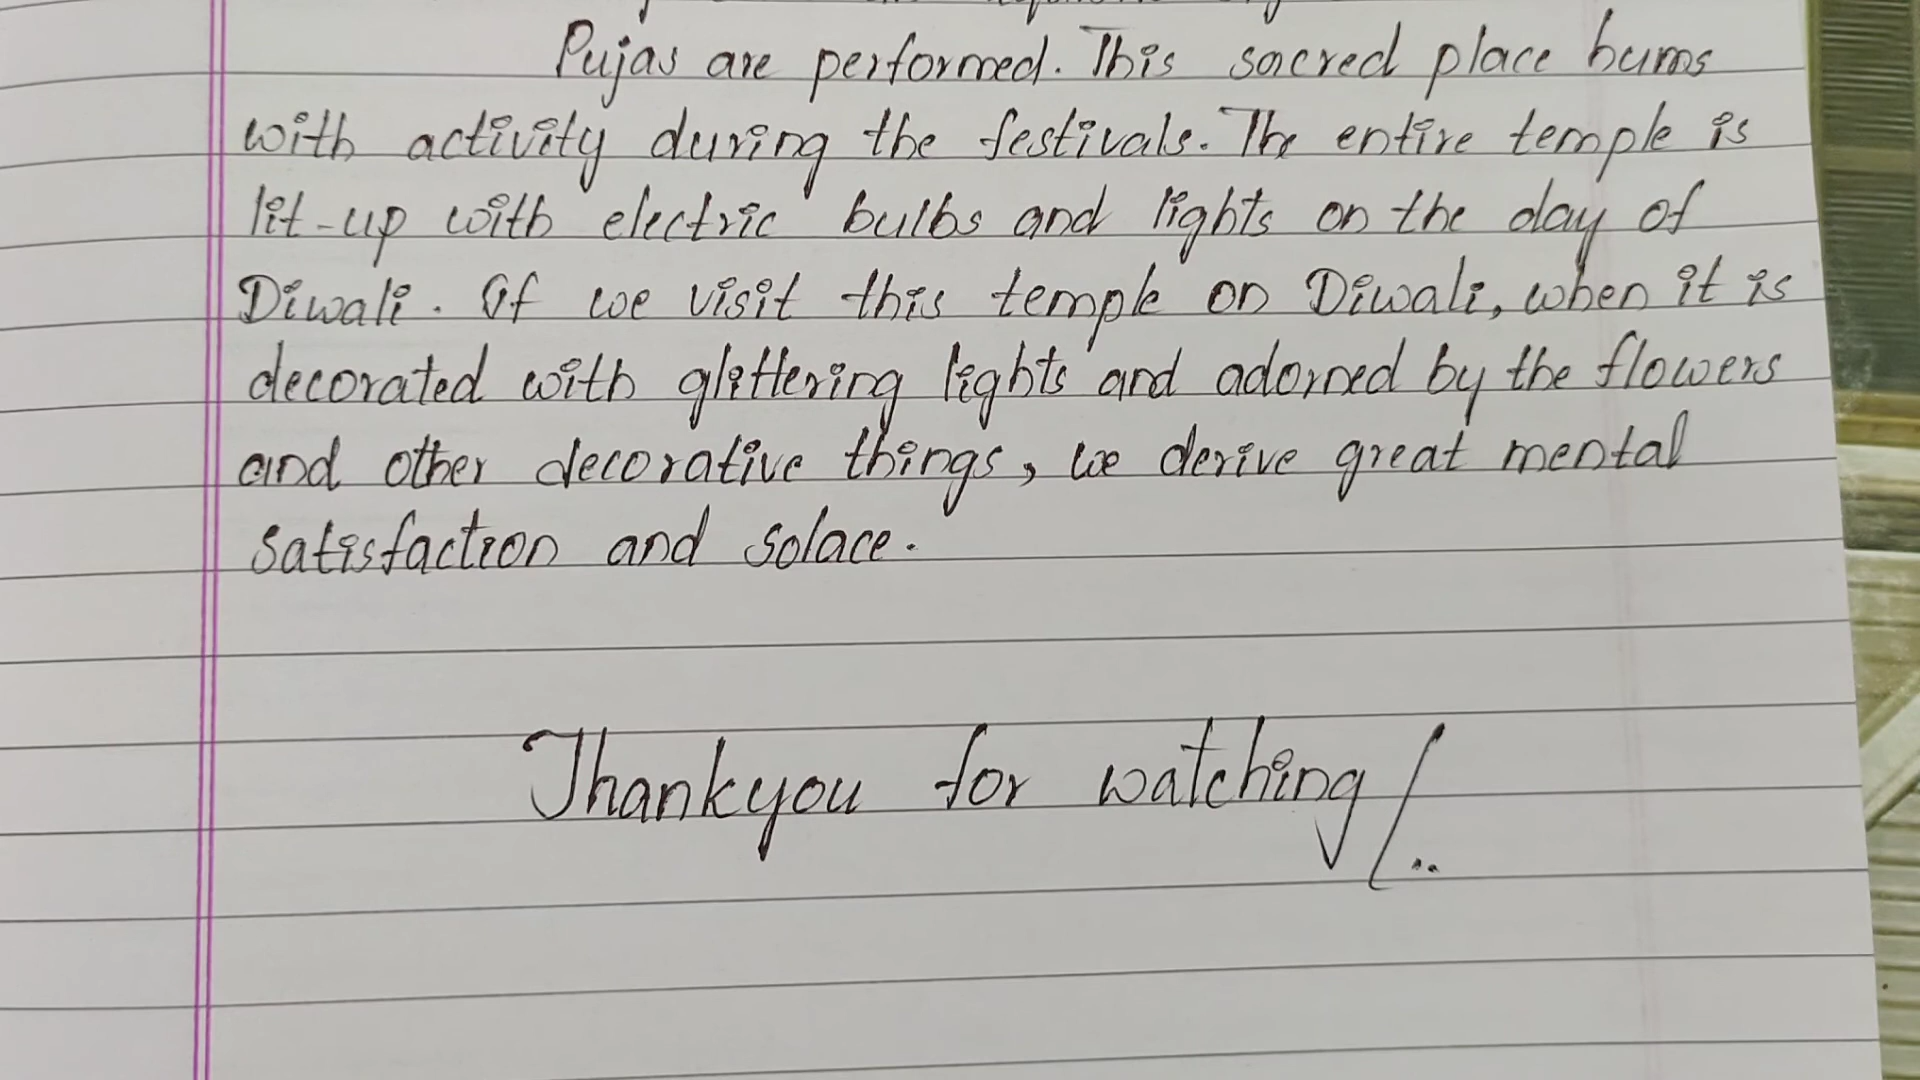 Pujas are performed. This sacred place hums
with activity during the festivals. The entire temple is
lit-up with electric bulbs and lights on the day of
Diwali. If we visit this temple on Diwali, when it is
decorated with glittering lights and adorned by the flowers
and other decorative things, we derive great mental
satisfaction and solace.
Thankyou for watching!..